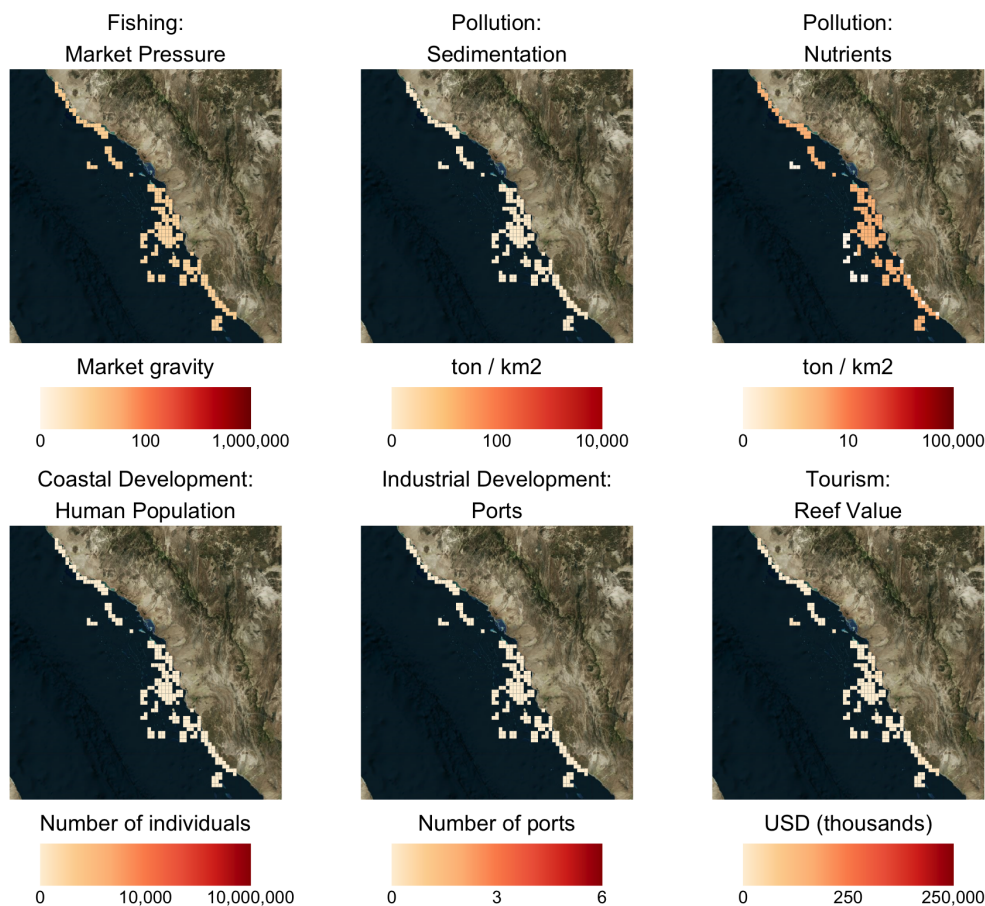 Fishing:
Market Pressure
Pollution:
Sedimentation
Pollution:
Nutrients
Market gravity
0 100 1,000,000
ton / km2
0 100 10,000
ton / km2
0 10 100,000
Coastal Development:
Human Population
Industrial Development:
Ports
Tourism:
Reef Value
Number of individuals
0 10,000 10,000,000
Number of ports
0 3 6
USD (thousands)
0 250 250,000